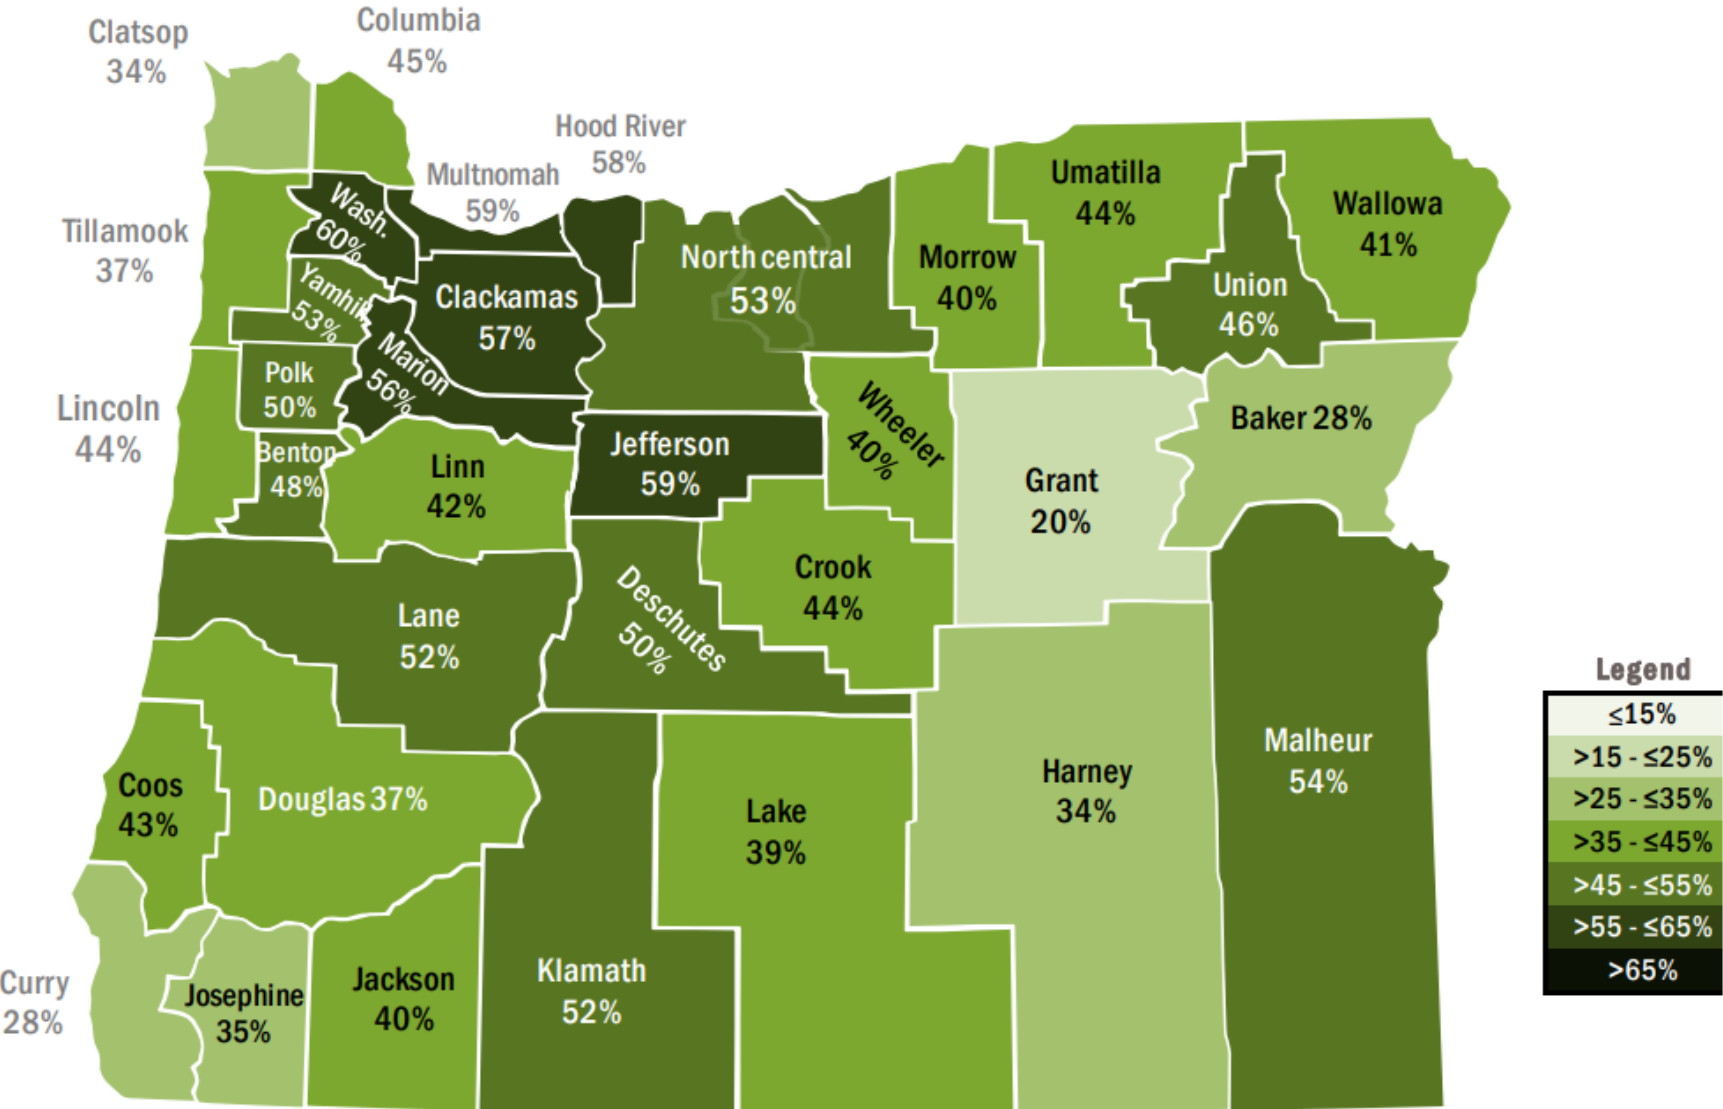 Clatsop
34%
Columbia
45%
Hood River
58%
Multnomah
59%
Tillamook
37%
Wash.
60%
Yamhill
53%
Clackamas
57%
North central
53%
Morrow
40%
Umatilla
44%
Union
46%
Wallowa
41%
Marion
56%
Polk
50%
Lincoln
44%
Benton
48%
Linn
42%
Jefferson
59%
Wheeler
40%
Grant
20%
Baker 28%
Crook
44%
Deschutes
50%
Lane
52%
Coos
43%
Douglas 37%
Lake
39%
Harney
34%
Malheur
54%
Curry
28%
Josephine
35%
Jackson
40%
Klamath
52%
Legend
≤15%
>15 - ≤25%
>25 - ≤35%
>35 - ≤45%
>45 - ≤55%
>55 - ≤65%
>65%